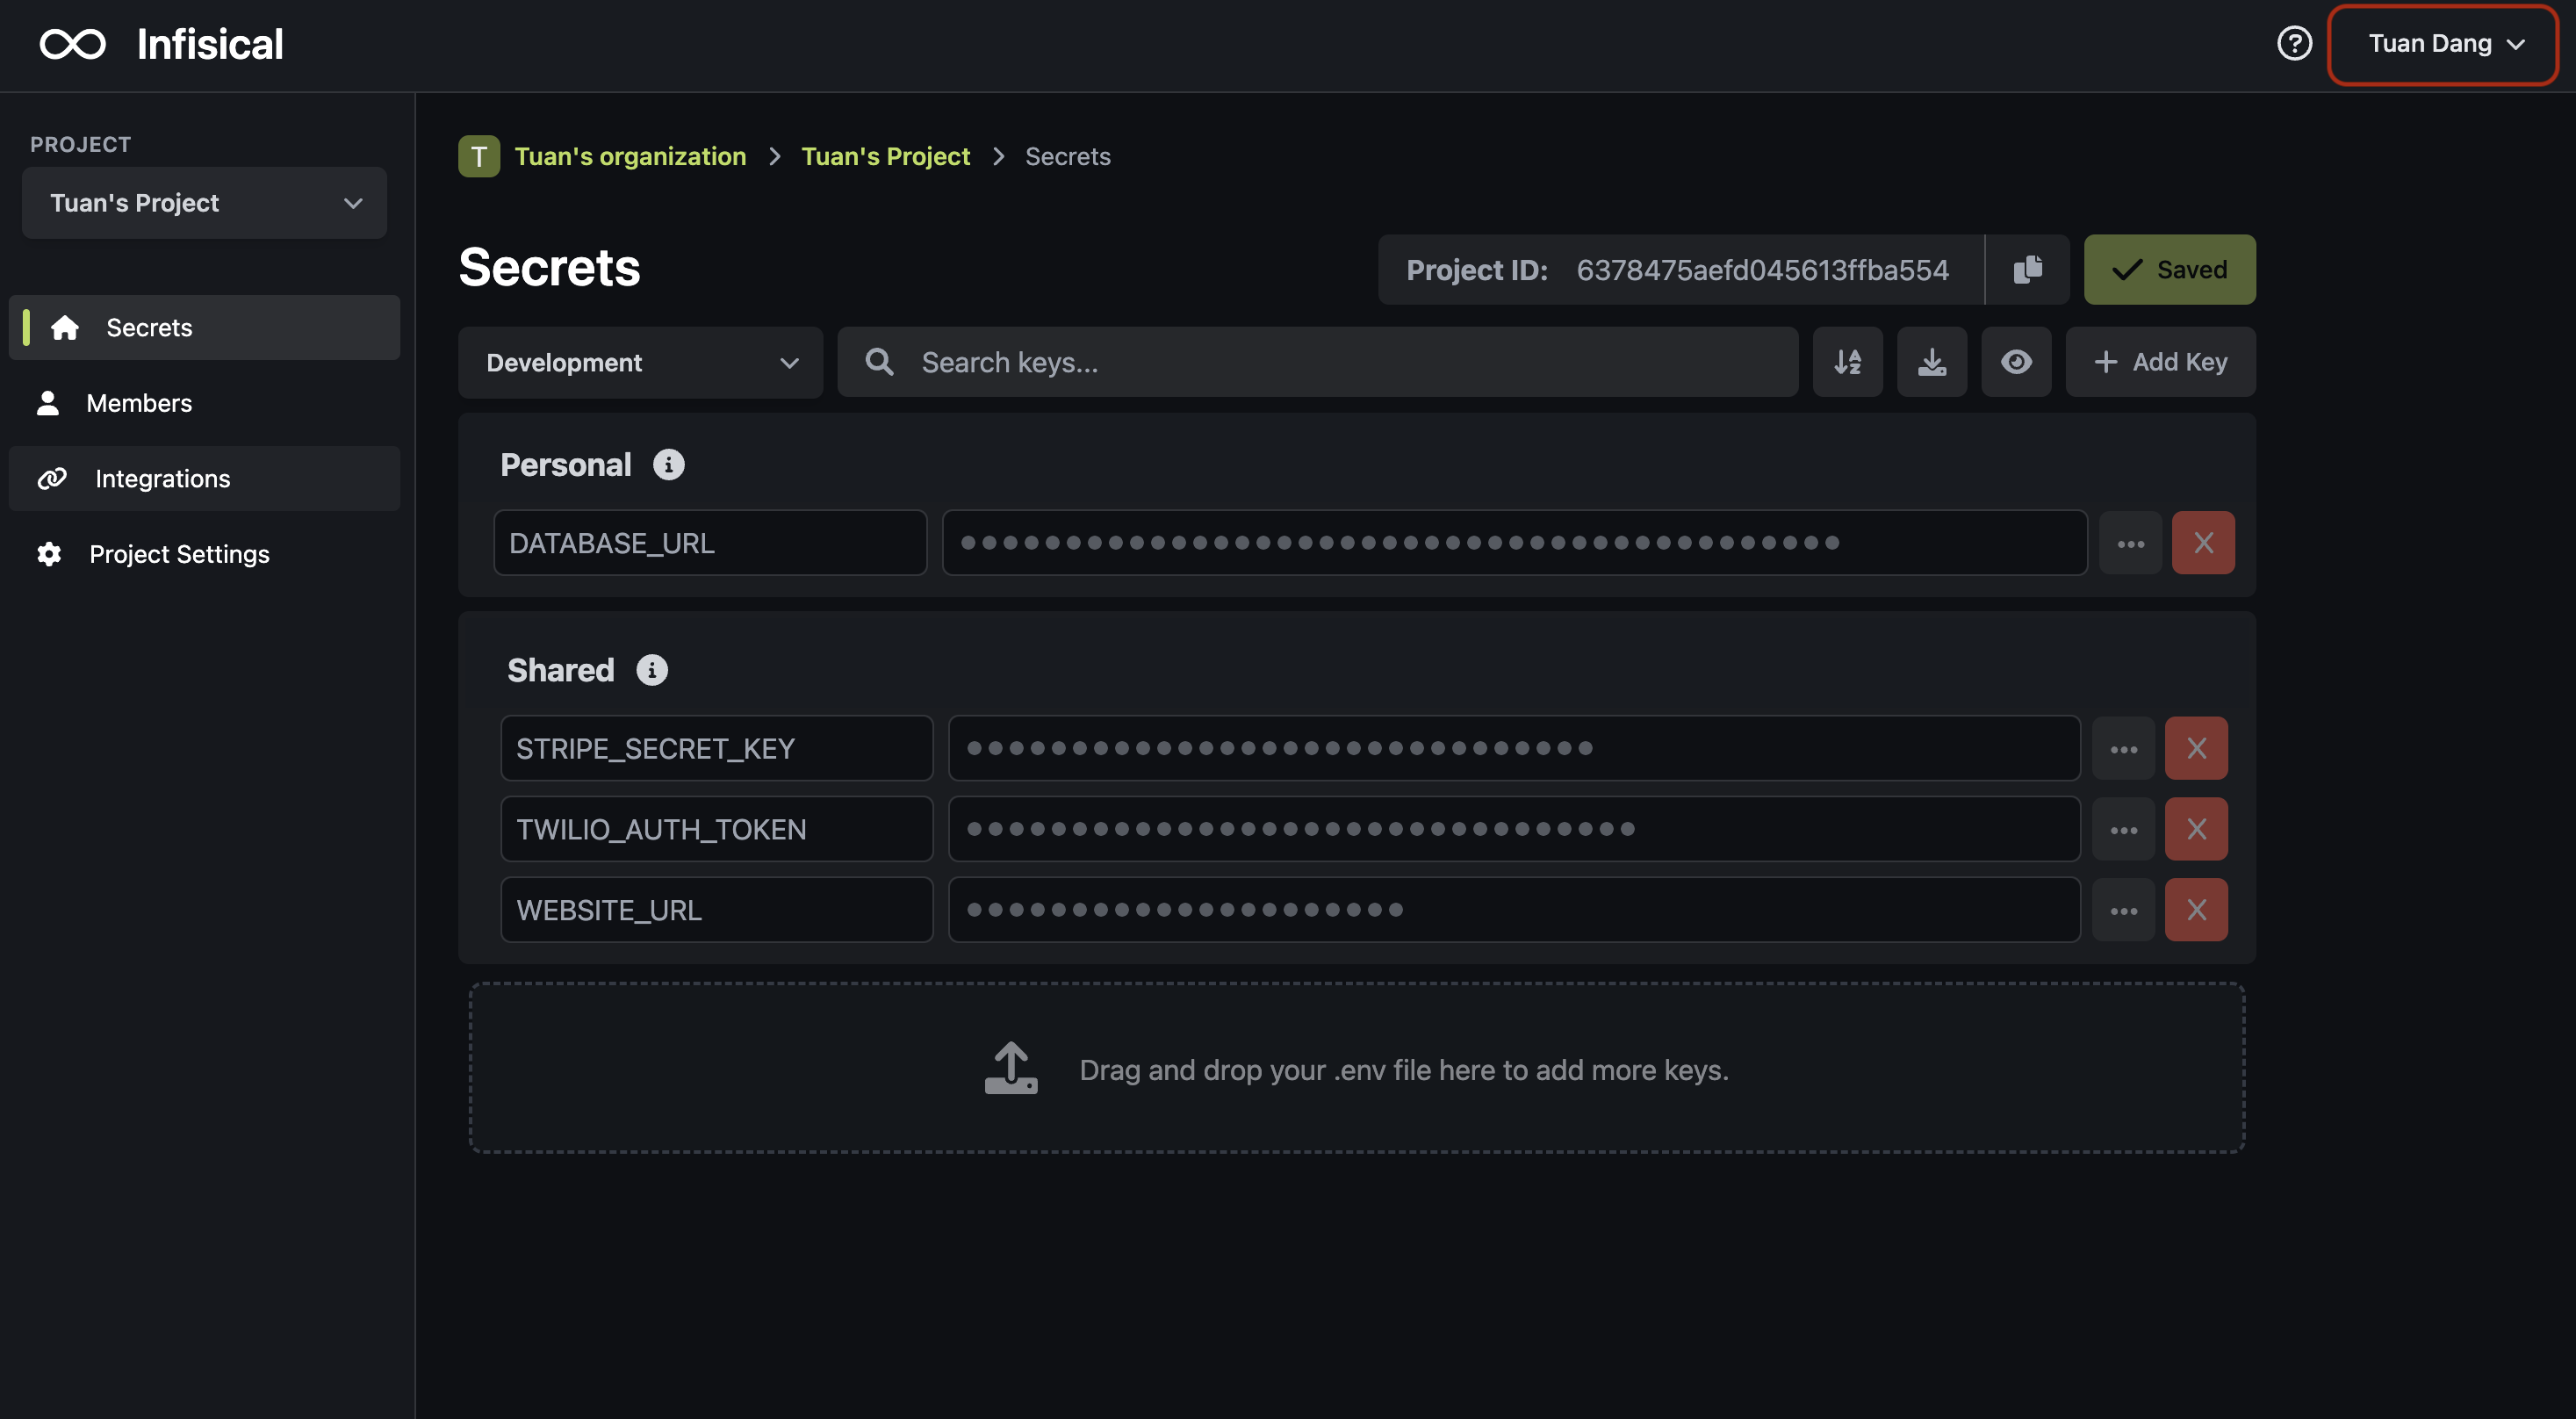 Infisical
Tuan Dang
PROJECT
Tuan's Project
Secrets
Members
Integrations
Project Settings
T Tuan's organization > Tuan's Project > Secrets
Secrets
Project ID: 6378475aefd045613ffba554
Saved
Development
Search keys...
Add Key
Personal
DATABASE_URL
Shared
STRIPE_SECRET_KEY
TWILIO_AUTH_TOKEN
WEBSITE_URL
Drag and drop your .env file here to add more keys.